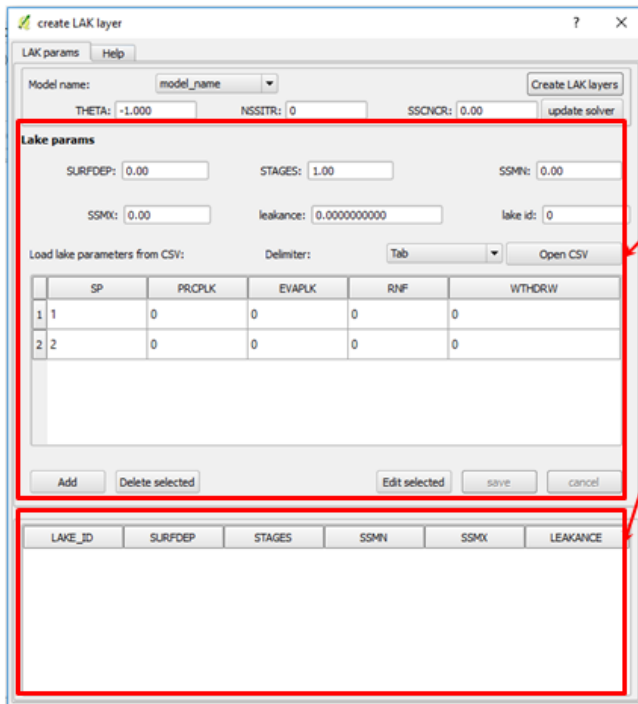 create LAK layer ? ×
LAK params Help
Model name: model_name Create LAK layers
THETA: -1.000 NSSITR: 0 SSCNCR: 0.00 update solver
Lake params
SURFDEP: 0.00 STAGES: 1.00 SSMN: 0.00
SSMX: 0.00 leakance: 0.0000000000 lake id: 0
Load lake parameters from CSV: Delimiter: Tab Open CSV
SP PRCPLK EVAPLK RNF WTHDRW
1 1 0 0 0 0
2 2 0 0 0 0
Add Delete selected Edit selected save cancel
LAKE_ID SURFDEP STAGES SSMN SSMX LEAKANCE